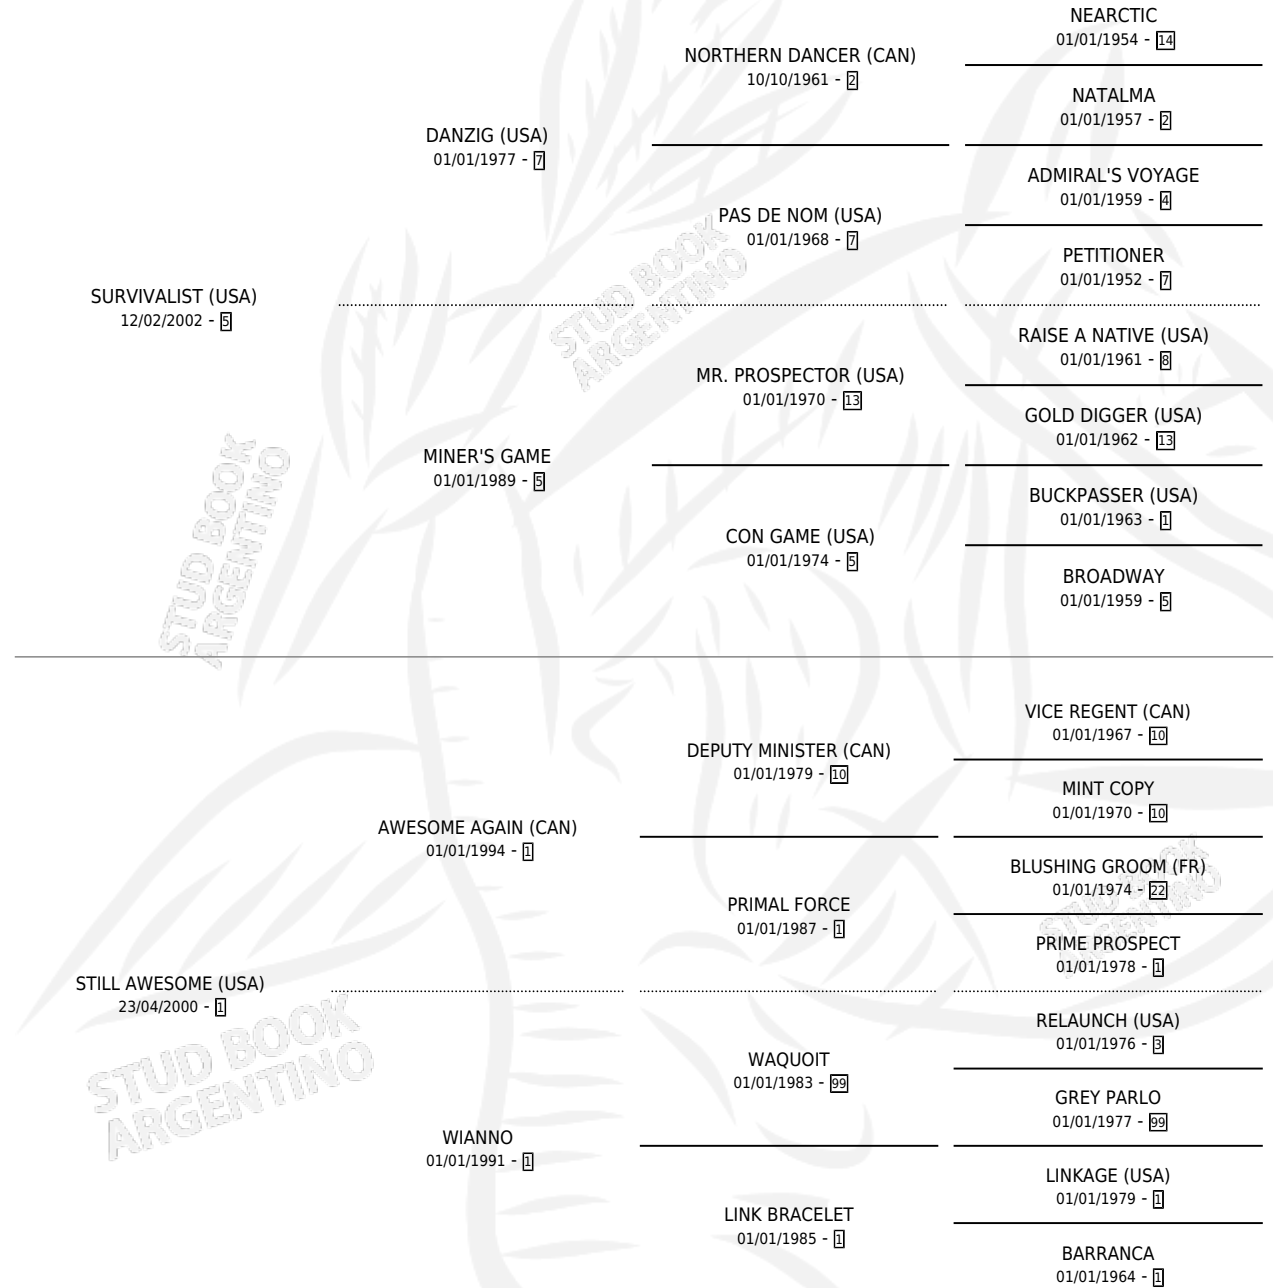 NEARCTIC
01/01/1954 - 14
NORTHERN DANCER (CAN)
10/10/1961 - 2
NATALMA
01/01/1957 - 2
DANZIG (USA)
01/01/1977 - 7
ADMIRAL'S VOYAGE
01/01/1959 - 4
PAS DE NOM (USA)
01/01/1968 - 7
PETITIONER
01/01/1952 - 7
SURVIVALIST (USA)
12/02/2002 - 5
STUD BOOK
ARGENTINO
RAISE A NATIVE (USA)
01/01/1961 - 8
MR. PROSPECTOR (USA)
01/01/1970 - 13
GOLD DIGGER (USA)
01/01/1962 - 13
MINER'S GAME
01/01/1989 - 5
BUCKPASSER (USA)
01/01/1963 - 1
CON GAME (USA)
01/01/1974 - 5
BROADWAY
01/01/1959 - 5
STUD BOOK
ARGENTINO
VICE REGENT (CAN)
01/01/1967 - 10
DEPUTY MINISTER (CAN)
01/01/1979 - 10
MINT COPY
01/01/1970 - 10
AWESOME AGAIN (CAN)
01/01/1994 - 1
BLUSHING GROOM (FR)
01/01/1974 - 22
PRIMAL FORCE
01/01/1987 - 1
STUD BOOK
ARGENTINO
PRIME PROSPECT
01/01/1978 - 1
STILL AWESOME (USA)
23/04/2000 - 1
RELAUNCH (USA)
01/01/1976 - 3
WAQUOIT
01/01/1983 - 99
GREY PARLO
01/01/1977 - 99
STUD BOOK
ARGENTINO
WIANNO
01/01/1991 - 1
LINKAGE (USA)
01/01/1979 - 1
LINK BRACELET
01/01/1985 - 1
BARRANCA
01/01/1964 - 1